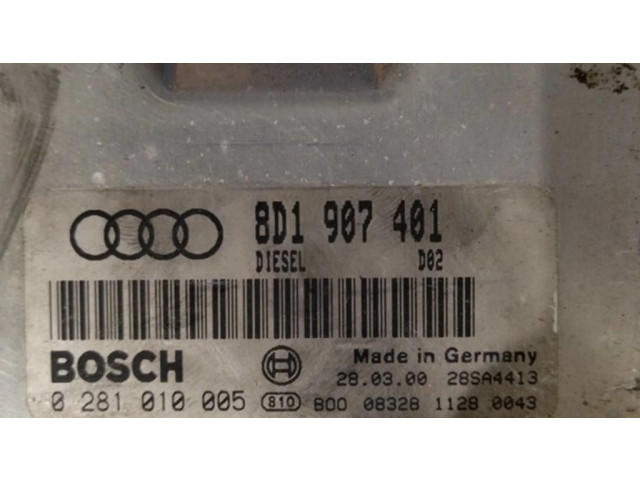 8D1 907 401
DIESEL D02
BOSCH Made in Germany
28.03.00 28SA4413
0 281 010 005 810 800 08328 1128 0043